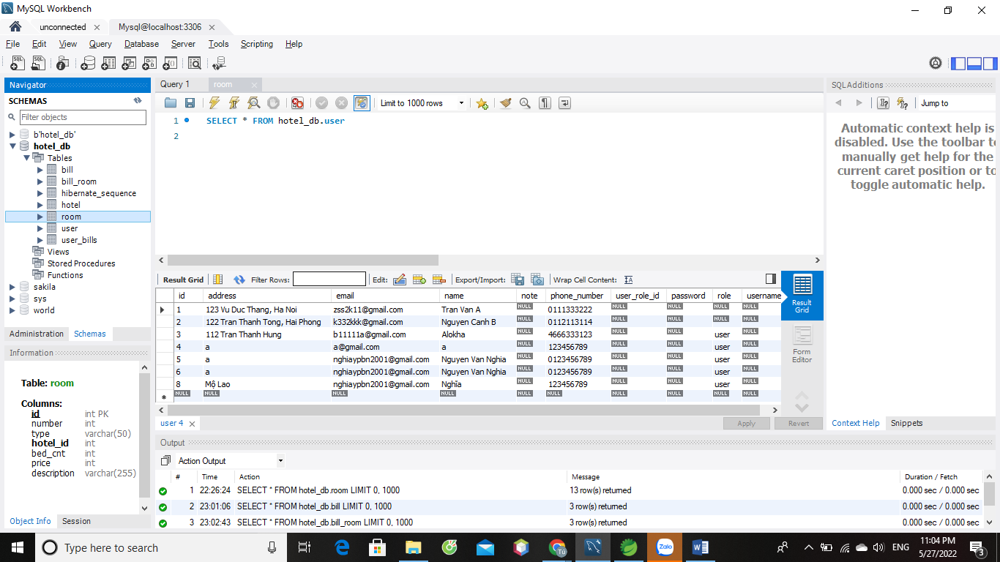 MySQL Workbench
unconnected Mysql@localhost:3306
File Edit View Query Database Server Tools Scripting Help
Navigator
SCHEMAS
Filter objects
b'hotel_db'
hotel_db
Tables
bill
bill_room
hibernate_sequence
hotel
room
user
user_bills
Views
Stored Procedures
Functions
sakila
sys
world
Administration Schemas
Information
Table: room
Columns:
id int PK
number int
type varchar(50)
hotel_id int
bed_cnt int
price int
description varchar(255)
Object Info Session
Query 1 room
Limit to 1000 rows
1 SELECT * FROM hotel_db.user
2
Result Grid Filter Rows: Edit: Export/Import: Wrap Cell Content:
id address email name note phone_number user_role_id password role username
1 123 Vu Duc Thang, Ha Noi zss2k11@gmail.com Tran Van A NULL 0111333222 NULL NULL NULL NULL
2 122 Tran Thanh Tong, Hai Phong k332kkk@gmail.com Nguyen Canh B NULL 0112113114 NULL NULL NULL NULL
3 112 Tran Thanh Hung b11111a@gmail.com Alokha NULL 4666333123 NULL NULL user NULL
4 a a@gmail.com a NULL 123456789 NULL NULL user NULL
5 a nghiaypbn2001@gmail.com Nguyen Van Nghia NULL 0123456789 NULL NULL user NULL
6 a nghiaypbn2001@gmail.com Nguyen Van Nghia NULL 0123456789 NULL NULL user NULL
8 Mộ Lao nghiaypbn2001@gmail.com Nghĩa NULL 123456789 NULL NULL user NULL
NULL NULL NULL NULL NULL NULL NULL NULL NULL NULL
Result Grid
Form Editor
user 4
Apply Revert
SQLAdditions
Jump to
Automatic context help is
disabled. Use the toolbar to
manually get help for the
current caret position or to
toggle automatic help.
Context Help Snippets
Output
Action Output
# Time Action Message Duration / Fetch
1 22:26:24 SELECT * FROM hotel_db.room LIMIT 0, 1000 13 row(s) returned 0.000 sec / 0.000 sec
2 23:01:06 SELECT * FROM hotel_db.bill LIMIT 0, 1000 3 row(s) returned 0.000 sec / 0.000 sec
3 23:02:43 SELECT * FROM hotel_db.bill_room LIMIT 0, 1000 3 row(s) returned 0.000 sec / 0.000 sec
Type here to search
Zalo
ENG
11:04 PM
5/27/2022
3